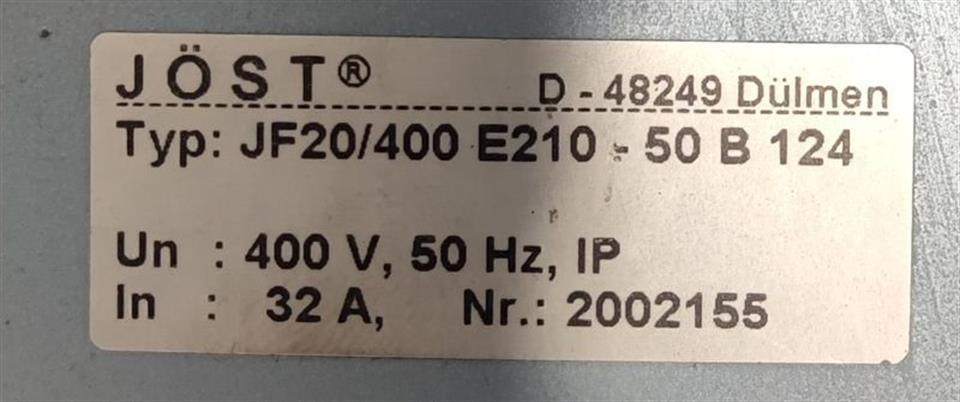 JÖST® D - 48249 Dülmen
Typ: JF20/400 E210 - 50 B 124
Un : 400 V, 50 Hz, IP
In : 32 A, Nr.: 2002155